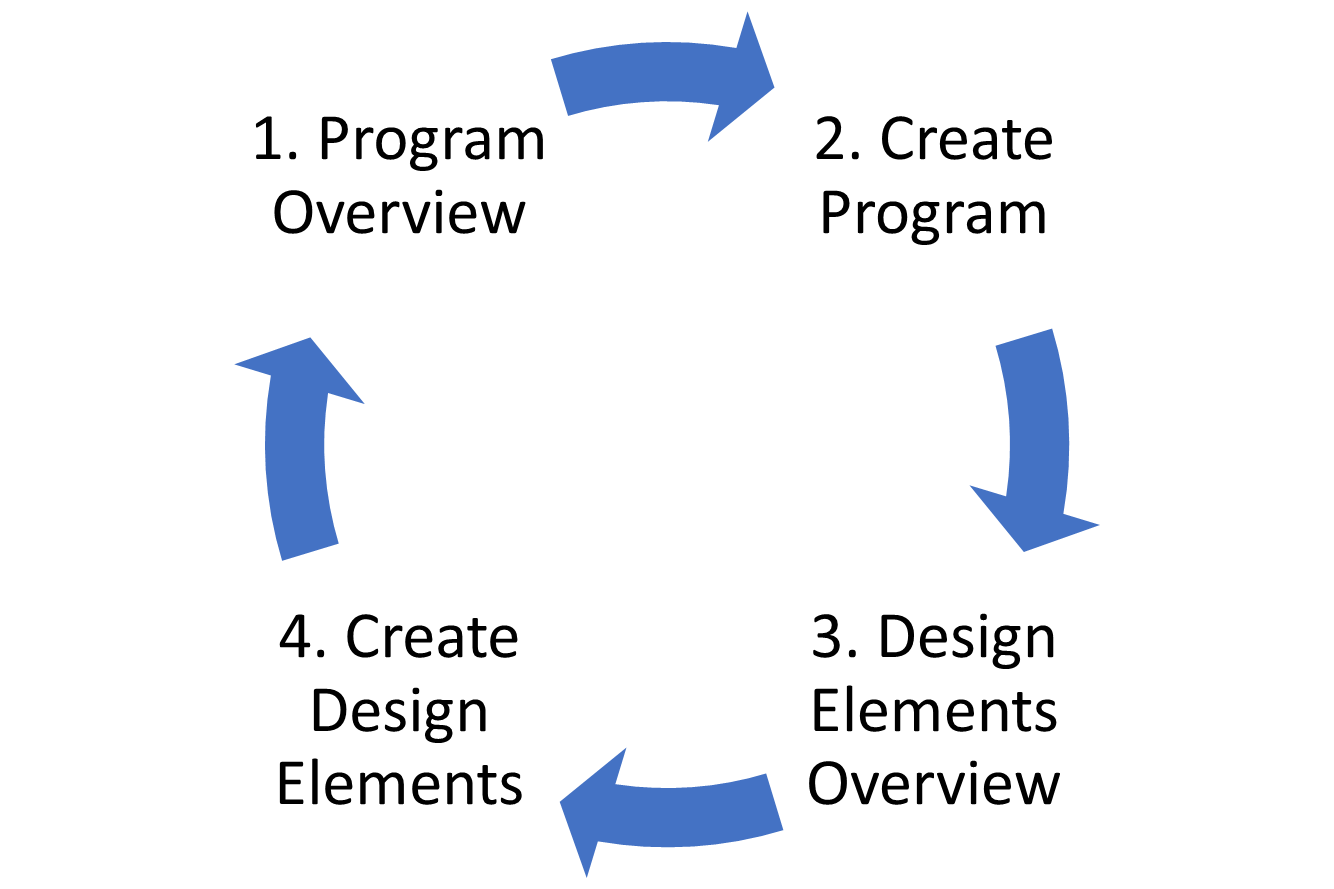 1. Program
Overview
2. Create
Program
3. Design
Elements
Overview
4. Create
Design
Elements